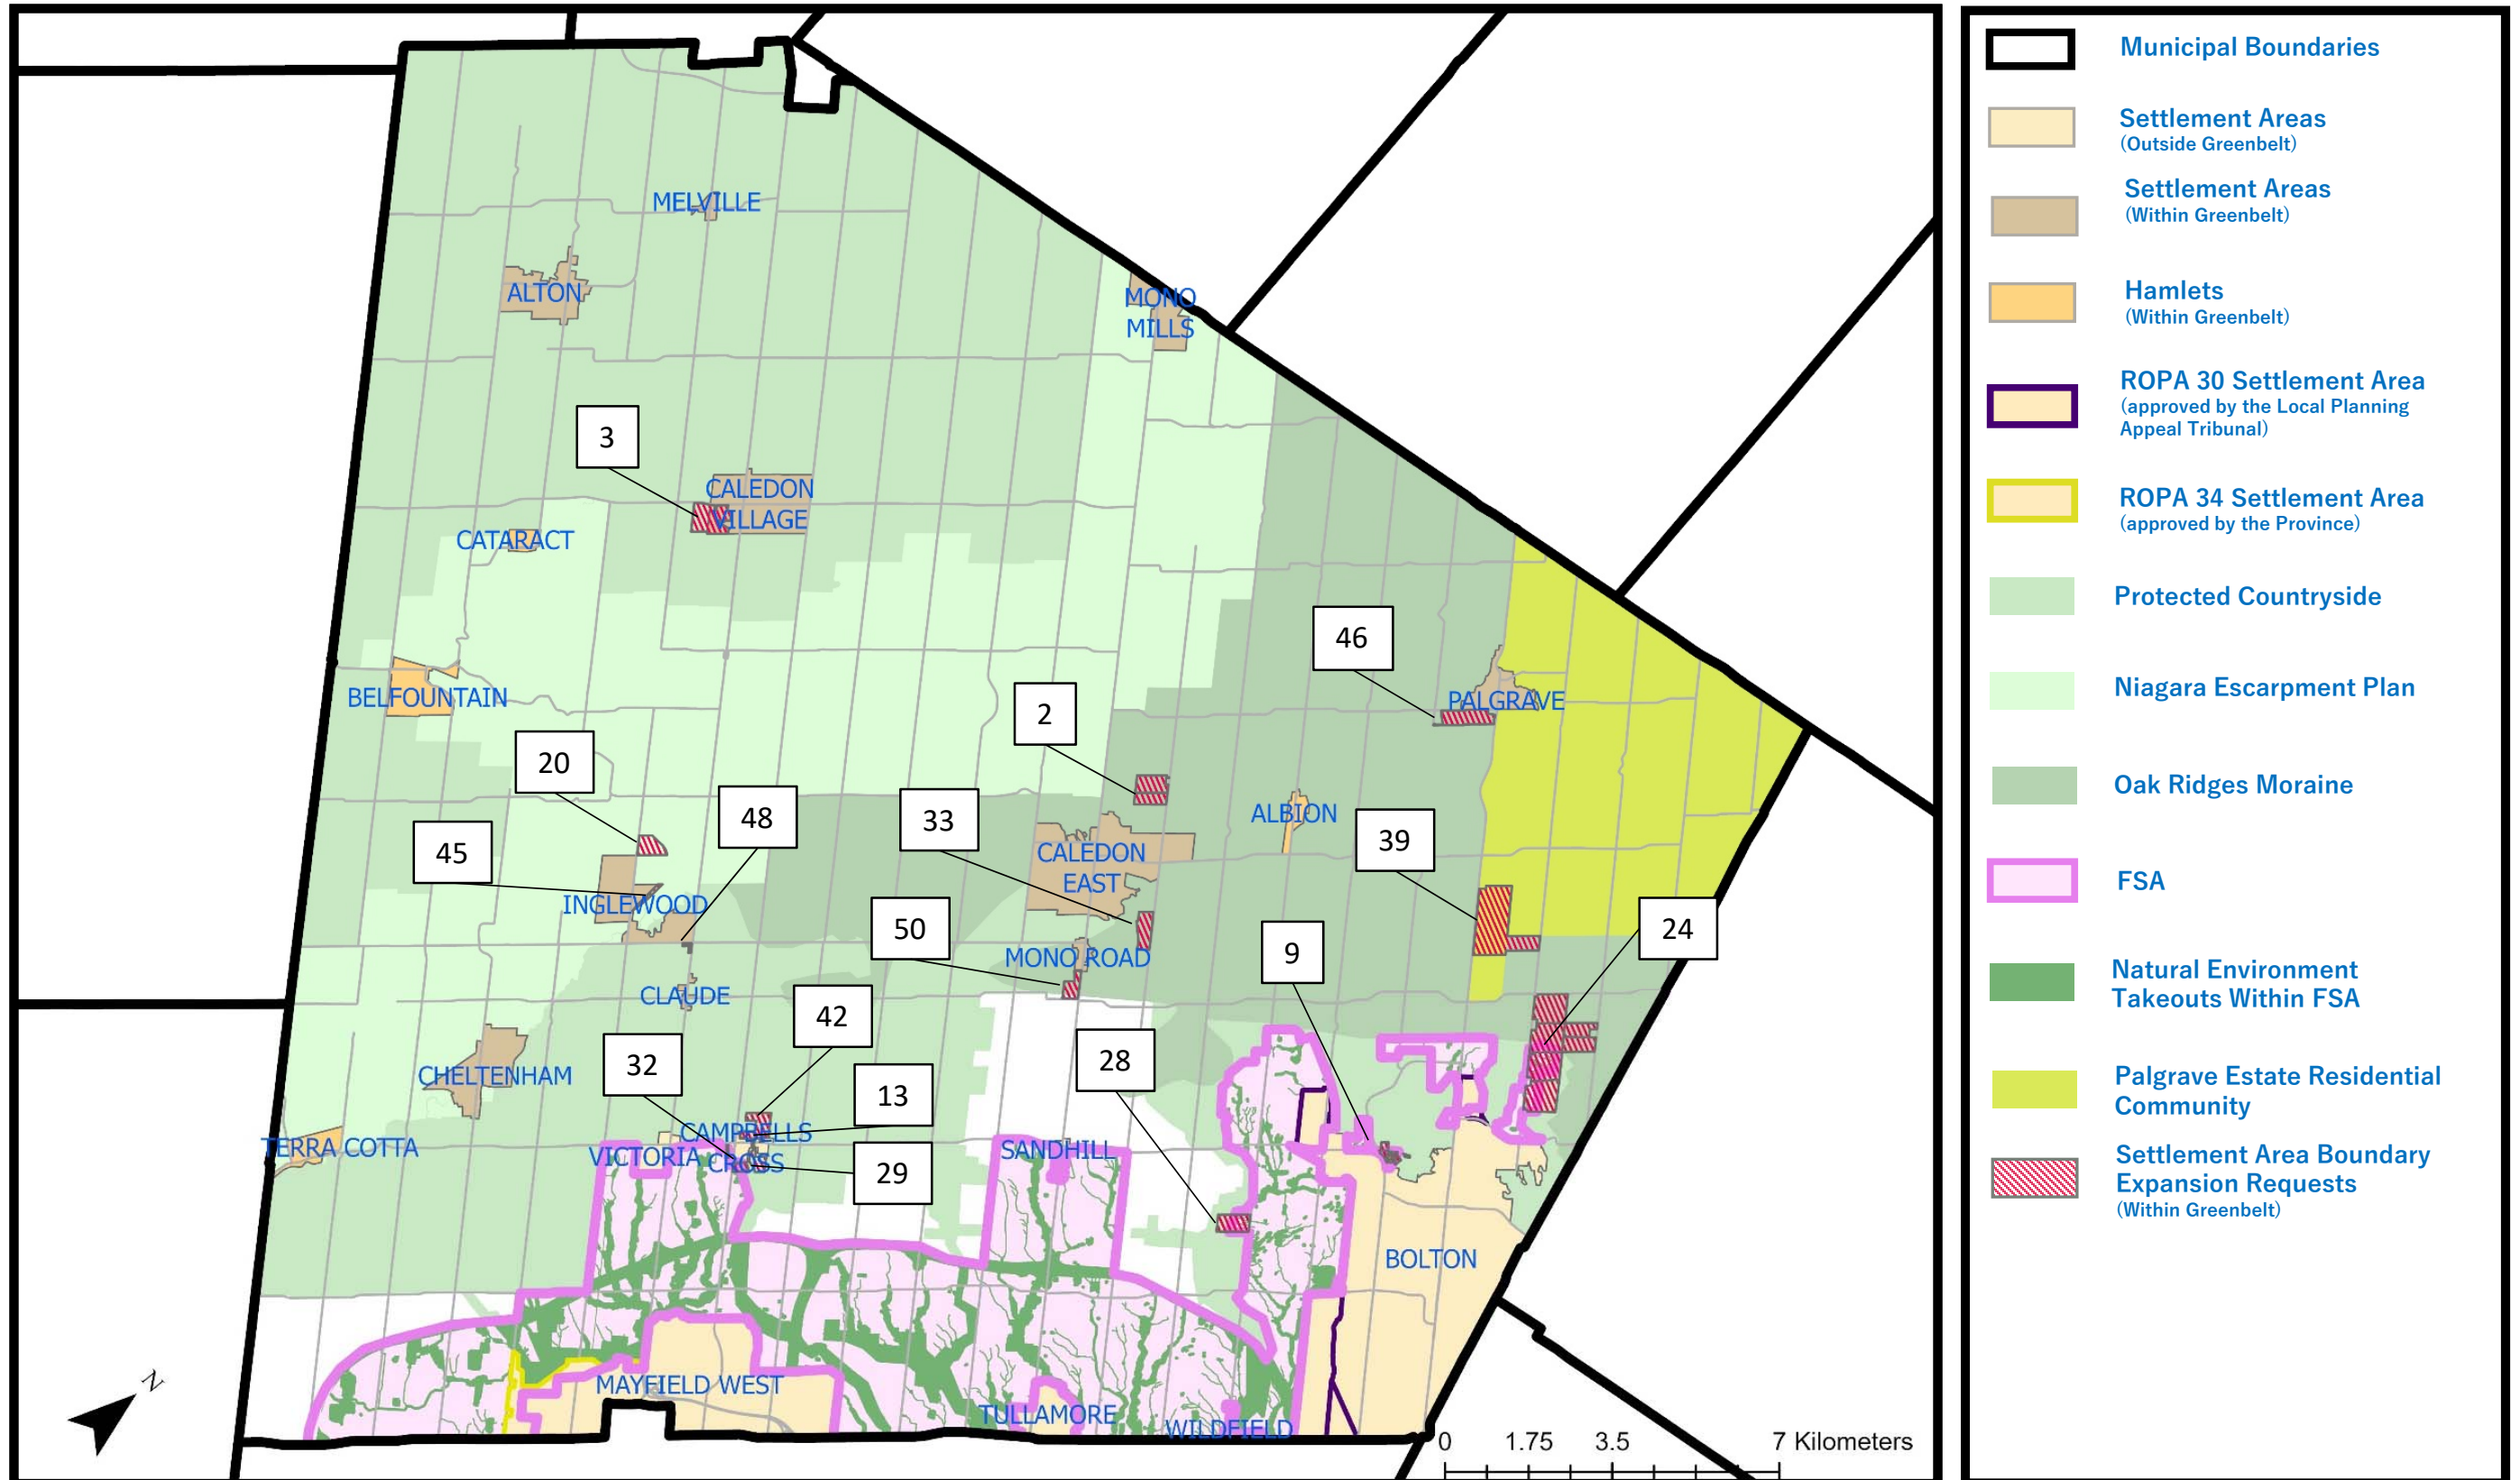 MELVILLE
ALTON
MONO
MILLS
3
CALEDON
VILLAGE
CATARACT
46
BELFOUNTAIN
PALGRAVE
2
20
48
33
ALBION
39
45
CALEDON
EAST
INGLEWOOD
50
24
9
MONO ROAD
CLAUDE
42
32
28
CHELTENHAM
13
CAMPBELLS
CROSS
TERRA COTTA
VICTORIA
SANDHILL
29
BOLTON
MAYFIELD WEST
TULLAMORE
WILDFIELD
N
0 1.75 3.5 7 Kilometers
Municipal Boundaries
Settlement Areas
(Outside Greenbelt)
Settlement Areas
(Within Greenbelt)
Hamlets
(Within Greenbelt)
ROPA 30 Settlement Area
(approved by the Local Planning
Appeal Tribunal)
ROPA 34 Settlement Area
(approved by the Province)
Protected Countryside
Niagara Escarpment Plan
Oak Ridges Moraine
FSA
Natural Environment
Takeouts Within FSA
Palgrave Estate Residential
Community
Settlement Area Boundary
Expansion Requests
(Within Greenbelt)